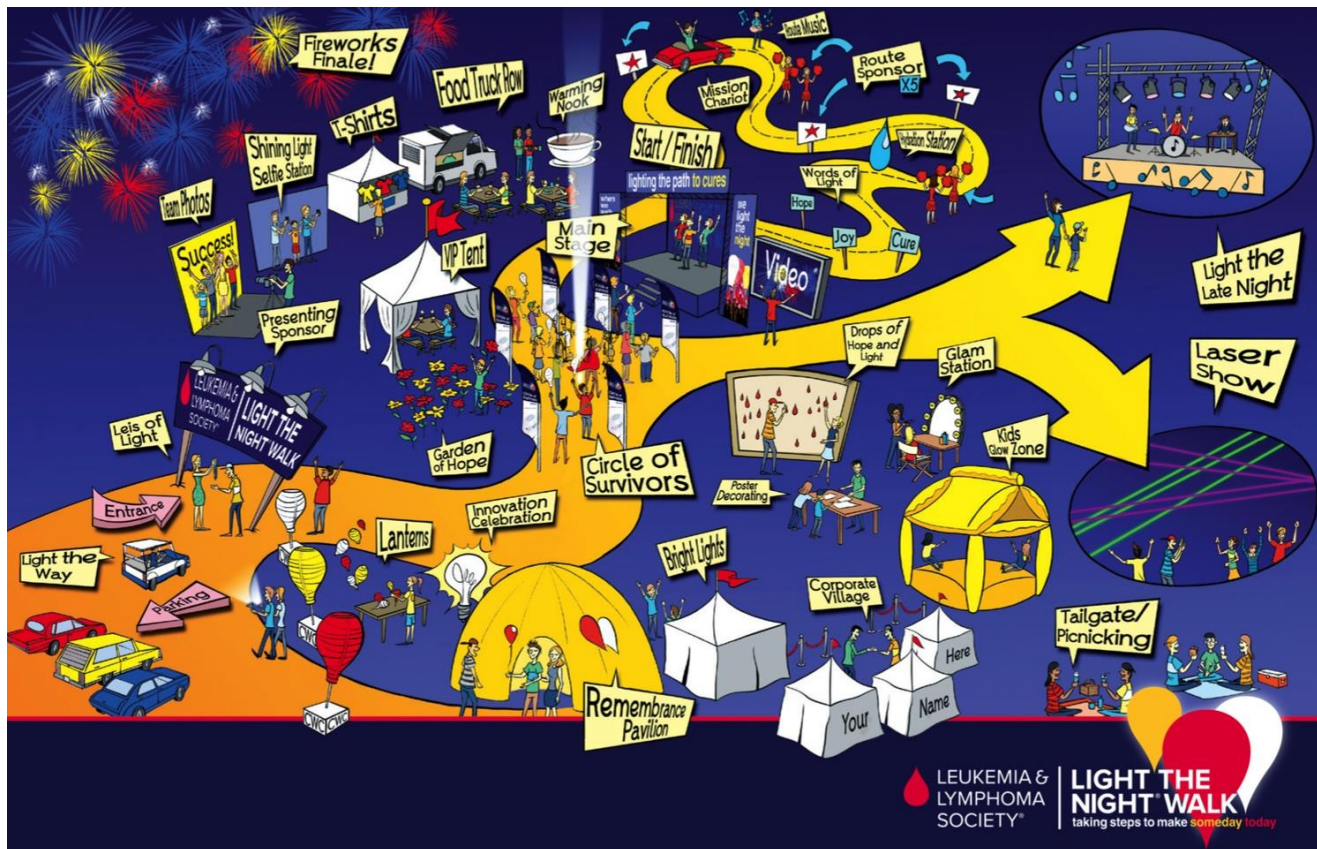 Fireworks
Finale!
Food Truck Row
Warming
Nook
T-Shirts
Shining Light
Selfie Station
Team Photos
Success!
Presenting
Sponsor
VIP Tent
Route Music
Mission
Chariot
Route
Sponsor
X5
Hydration Station
Start / Finish
lighting the path to cures
Words of
Light
Hope
Joy
Cure
Main
Stage
we
light
the
night
Video
Light the
Late Night
Laser
Show
Drops of
Hope and
Light
Glam
Station
Kids
Glow Zone
Poster
Decorating
LEUKEMIA &
LYMPHOMA
SOCIETY®
LIGHT THE
NIGHT WALK
Leis of
Light
Garden
of Hope
Circle of
Survivors
Entrance
Light the
Way
Parking
Lanterns
Innovation
Celebration
CWC
CWC
CWC
Remembrance
Pavilion
Bright Lights
Corporate
Village
Your
Name
Here
Tailgate/
Picnicking
LEUKEMIA &
LYMPHOMA
SOCIETY®
LIGHT THE
NIGHT® WALK
taking steps to make someday today